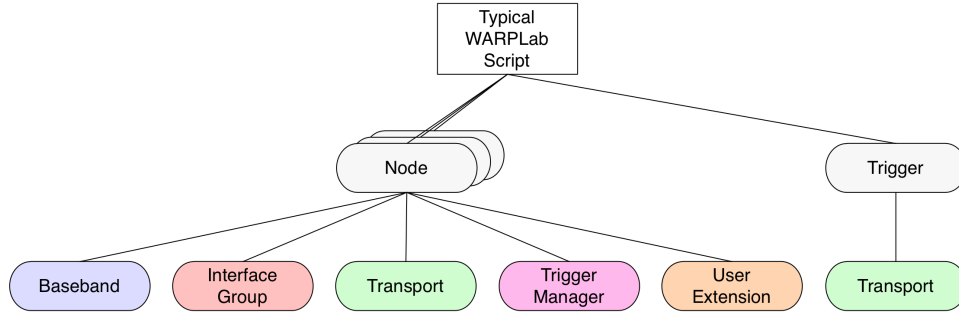 Typical
WARPLab
Script
Node
Trigger
Baseband
Interface
Group
Transport
Trigger
Manager
User
Extension
Transport